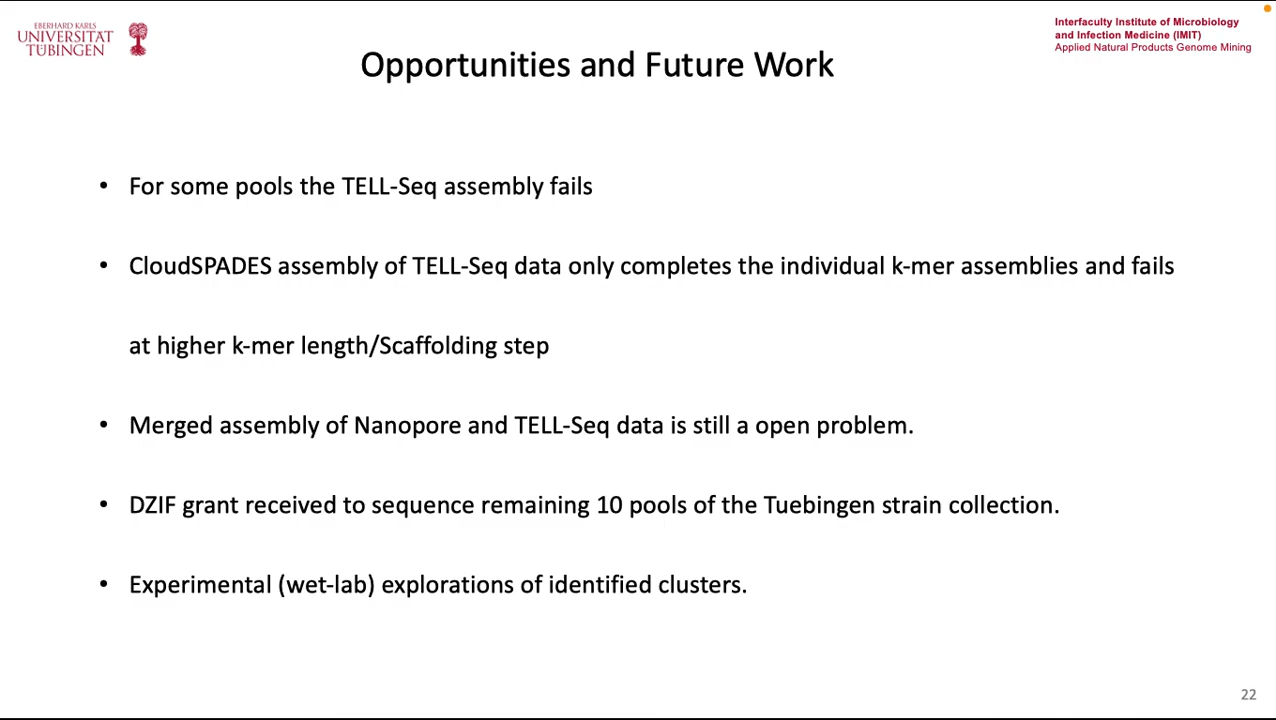 EBERHARD KARLS
UNIVERSITÄT
TÜBINGEN
Interfaculty Institute of Microbiology
and Infection Medicine (IMIT)
Applied Natural Products Genome Mining
Opportunities and Future Work
• For some pools the TELL-Seq assembly fails
• CloudSPADES assembly of TELL-Seq data only completes the individual k-mer assemblies and fails
at higher k-mer length/Scaffolding step
• Merged assembly of Nanopore and TELL-Seq data is still a open problem.
• DZIF grant received to sequence remaining 10 pools of the Tuebingen strain collection.
• Experimental (wet-lab) explorations of identified clusters.
22